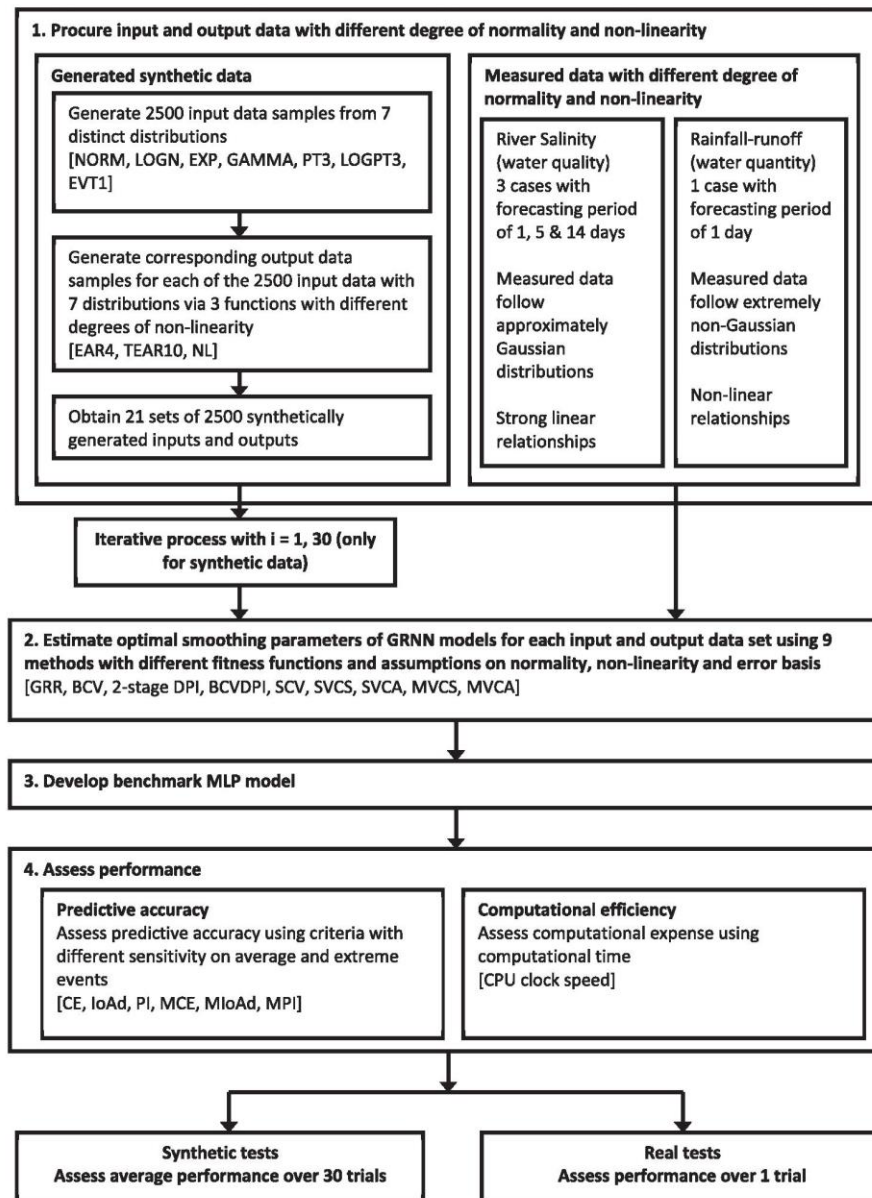 1. Procure input and output data with different degree of normality and non-linearity
Generated synthetic data
Generate 2500 input data samples from 7
distinct distributions
[NORM, LOGN, EXP, GAMMA, PT3, LOGPT3,
EVT1]
Generate corresponding output data
samples for each of the 2500 input data with
7 distributions via 3 functions with different
degrees of non-linearity
[EAR4, TEAR10, NL]
Obtain 21 sets of 2500 synthetically
generated inputs and outputs
Measured data with different degree of
normality and non-linearity
River Salinity
(water quality)
3 cases with
forecasting period
of 1, 5 & 14 days
Measured data
follow
approximately
Gaussian
distributions
Strong linear
relationships
Rainfall-runoff
(water quantity)
1 case with
forecasting period
of 1 day
Measured data
follow extremely
non-Gaussian
distributions
Non-linear
relationships
Iterative process with i = 1, 30 (only
for synthetic data)
2. Estimate optimal smoothing parameters of GRNN models for each input and output data set using 9
methods with different fitness functions and assumptions on normality, non-linearity and error basis
[GRR, BCV, 2-stage DPI, BCVDPI, SCV, SVCS, SVCA, MVCS, MVCA]
3. Develop benchmark MLP model
4. Assess performance
Predictive accuracy
Assess predictive accuracy using criteria with
different sensitivity on average and extreme
events
[CE, IoAd, PI, MCE, MIoAd, MPI]
Computational efficiency
Assess computational expense using
computational time
[CPU clock speed]
Synthetic tests
Assess average performance over 30 trials
Real tests
Assess performance over 1 trial